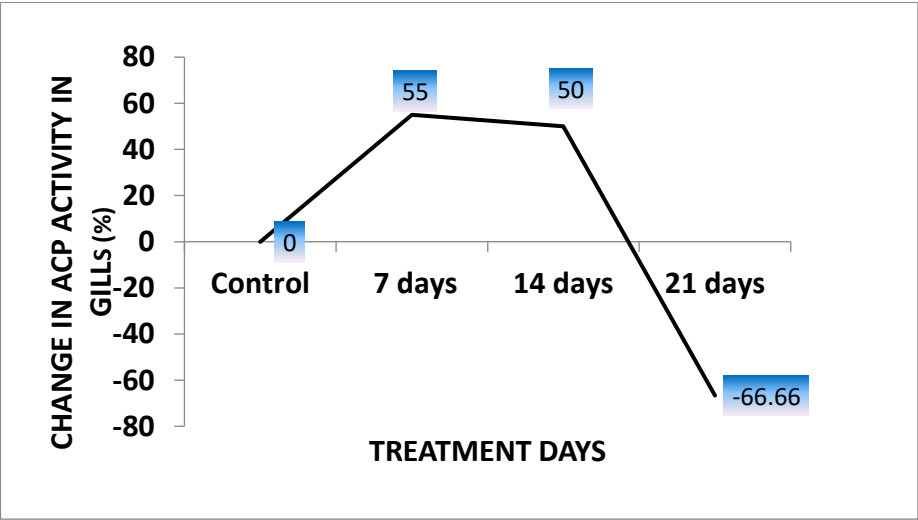 CHANGE IN ACP ACTIVITY IN
GILLS (%)
80
60
40
20
0
-20
-40
-60
-80
55
50
0
-66.66
Control
7 days
14 days
21 days
TREATMENT DAYS